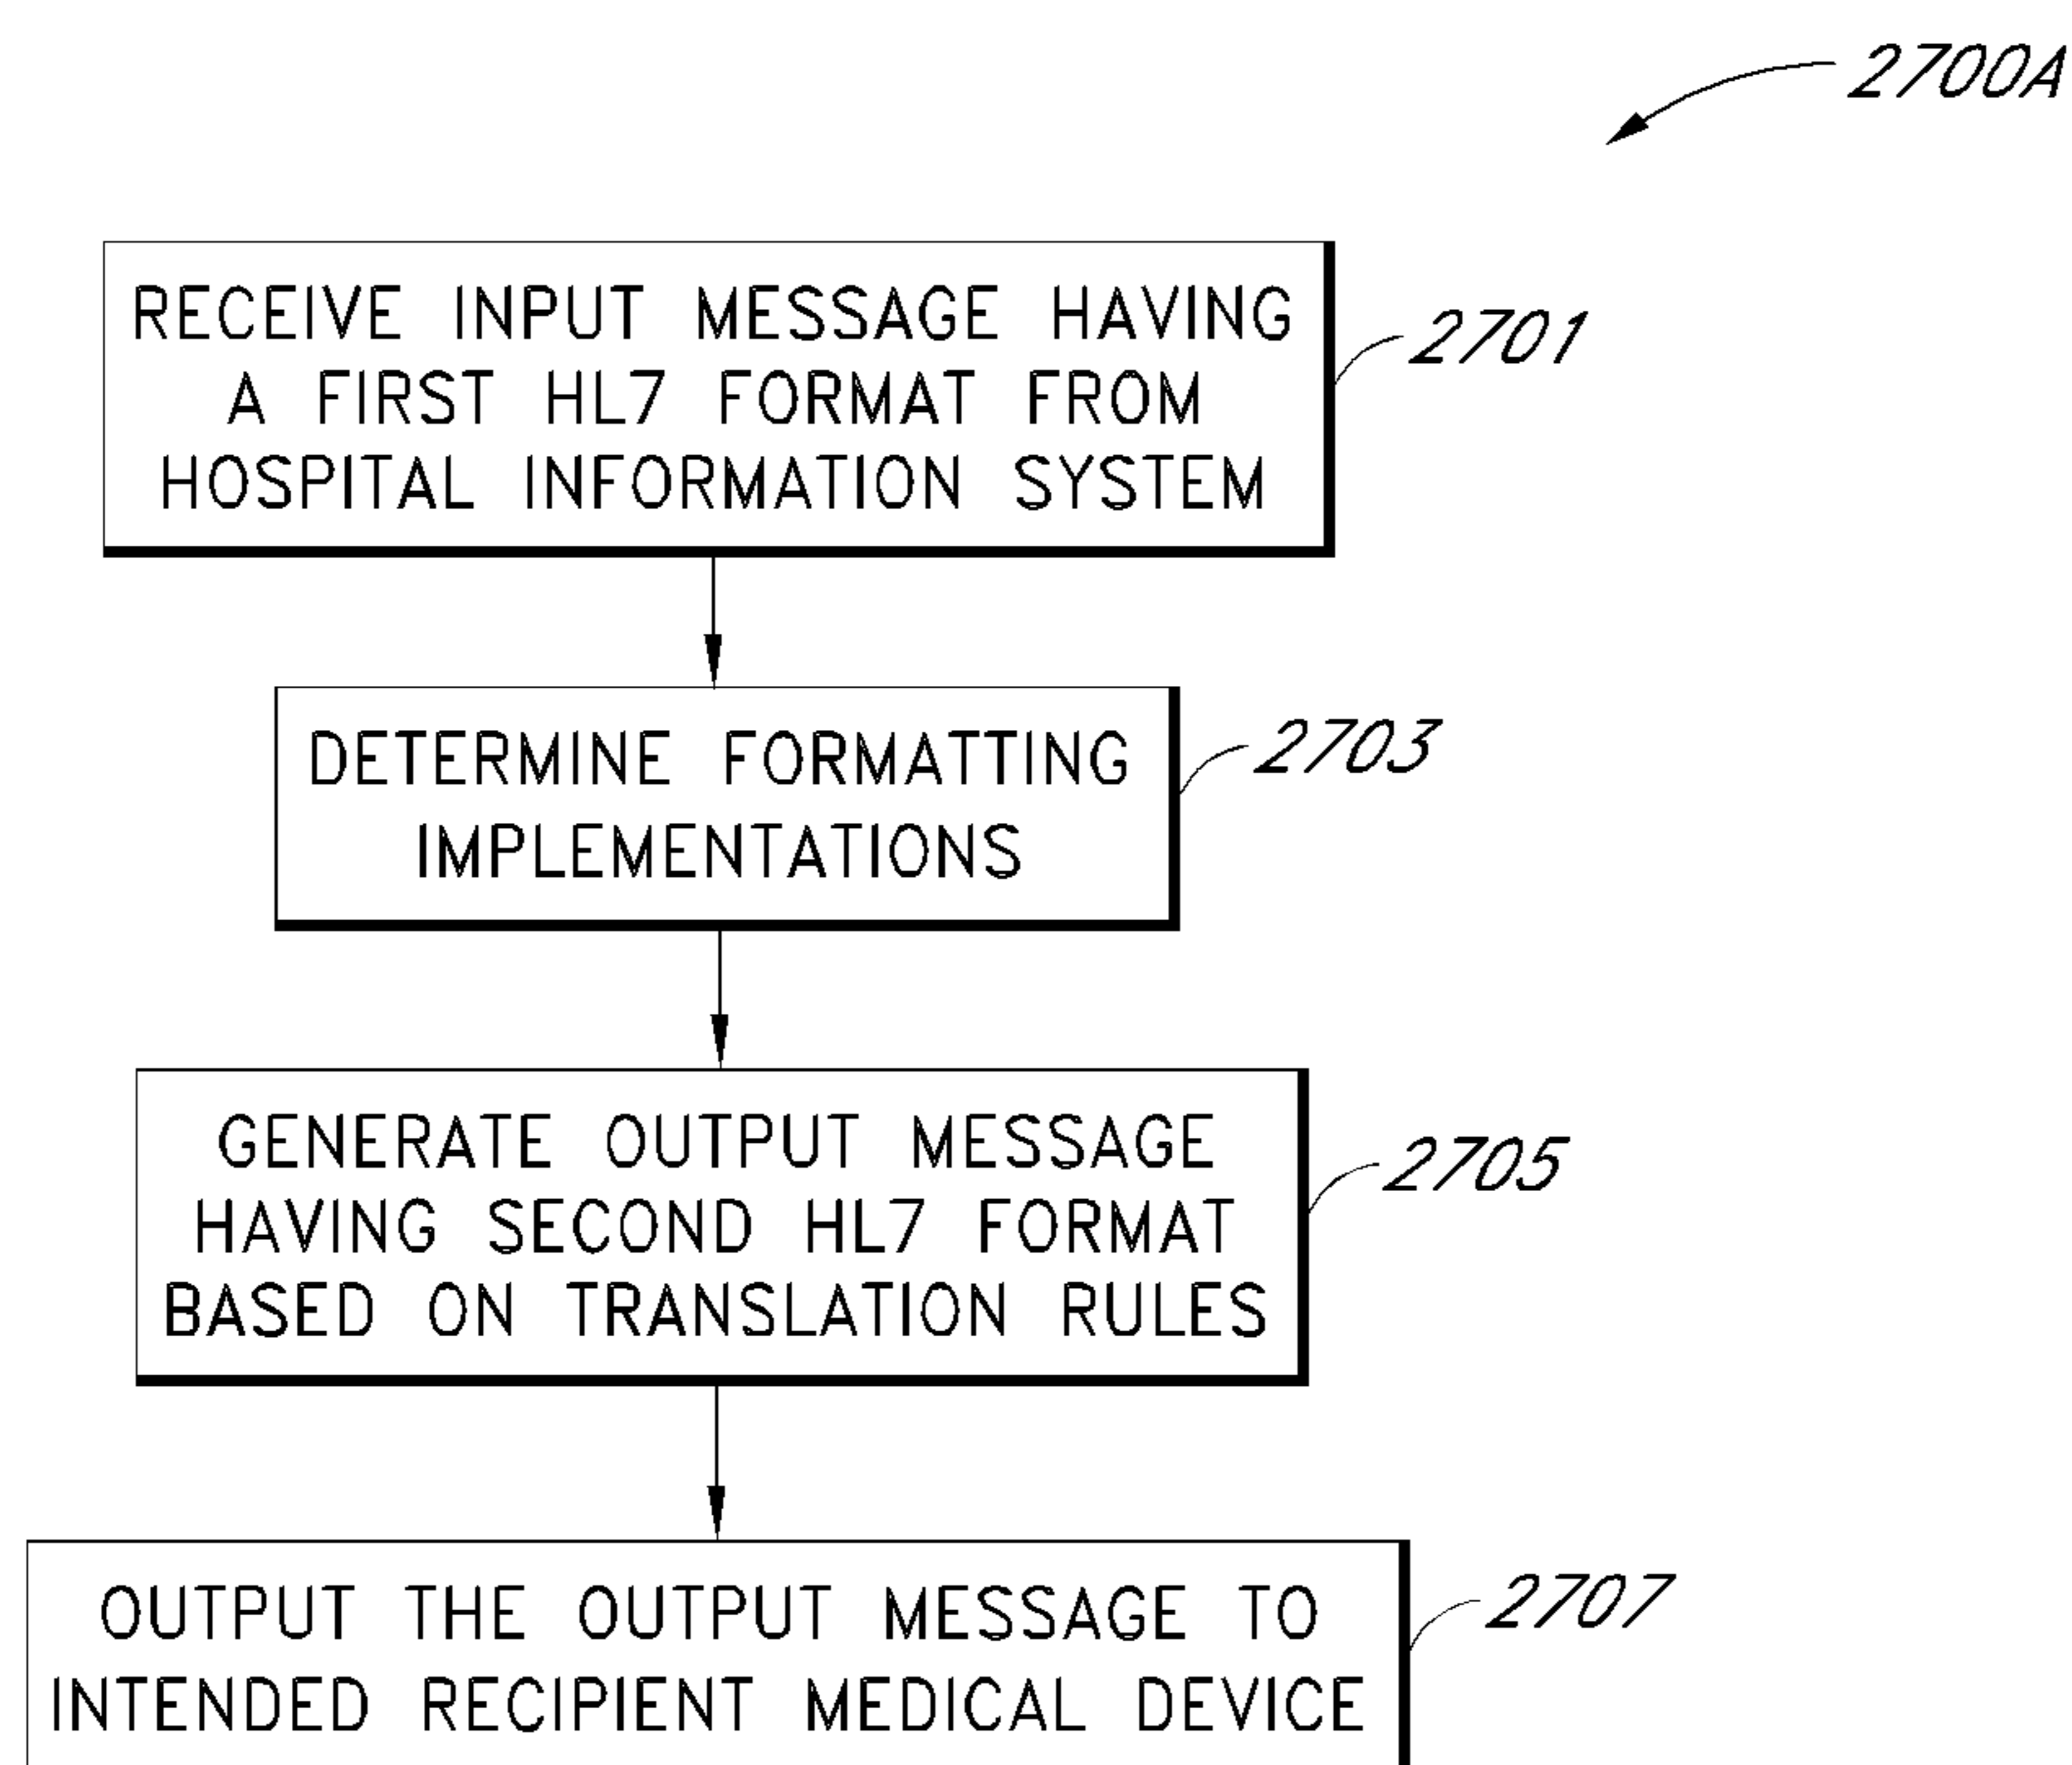 2700A
RECEIVE INPUT MESSAGE HAVING
A FIRST HL7 FORMAT FROM
HOSPITAL INFORMATION SYSTEM
2701
DETERMINE FORMATTING
IMPLEMENTATIONS
2703
GENERATE OUTPUT MESSAGE
HAVING SECOND HL7 FORMAT
BASED ON TRANSLATION RULES
2705
OUTPUT THE OUTPUT MESSAGE TO
INTENDED RECIPIENT MEDICAL DEVICE
2707